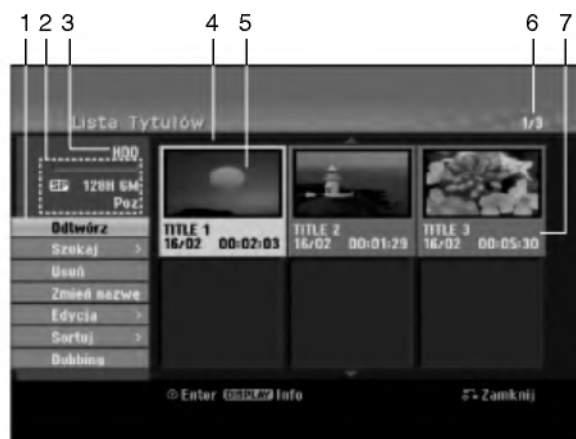 1 2 3 4 5 6 7
Lista Tytułów
1/3
HDD
SP 128H 6M
Poz
Odtwórz
Szukaj >
Usuń
Zmień nazwę
Edycja >
Sortuj >
Dubbing
TITLE 1
16/02 00:02:03
TITLE 2
16/02 00:01:29
TITLE 3
16/02 00:05:30
Enter DISPLAY Info
Zamknij